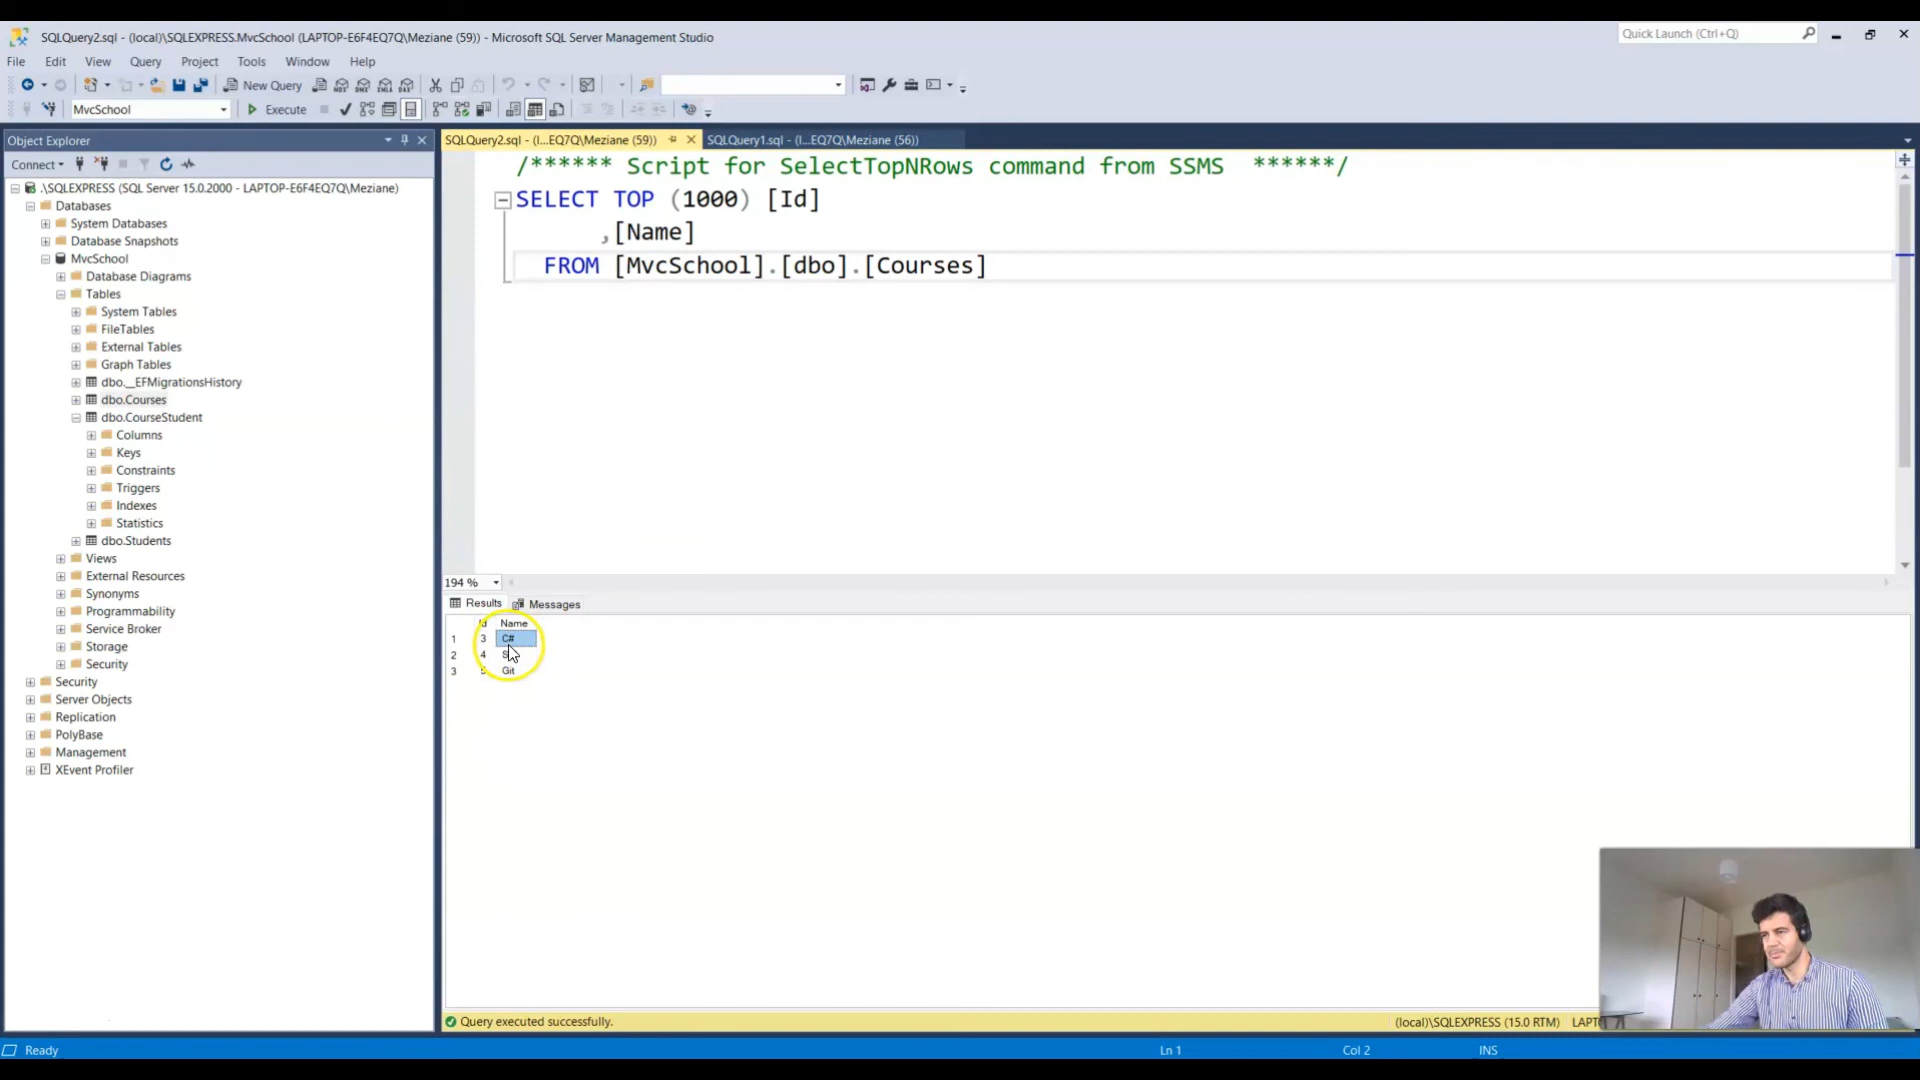 SQLQuery2.sql - (local)\SQLEXPRESS.MvcSchool (LAPTOP-E6F4EQ7Q\Meziane (59)) - Microsoft SQL Server Management Studio
Quick Launch (Ctrl+Q)
File Edit View Query Project Tools Window Help
New Query
MvcSchool
Execute
Object Explorer
SQLQuery2.sql - (l...EQ7Q\Meziane (59))
SQLQuery1.sql - (l...EQ7Q\Meziane (56))
Connect
.\SQLEXPRESS (SQL Server 15.0.2000 - LAPTOP-E6F4EQ7Q\Meziane)
Databases
System Databases
Database Snapshots
MvcSchool
Database Diagrams
Tables
System Tables
FileTables
External Tables
Graph Tables
dbo.__EFMigrationsHistory
dbo.Courses
dbo.CourseStudent
Columns
Keys
Constraints
Triggers
Indexes
Statistics
dbo.Students
Views
External Resources
Synonyms
Programmability
Service Broker
Storage
Security
Security
Server Objects
Replication
PolyBase
Management
XEvent Profiler
/****** Script for SelectTopNRows command from SSMS ******/
SELECT TOP (1000) [Id]
,[Name]
FROM [MvcSchool].[dbo].[Courses]
194 %
Results
Messages
Id Name
1 3 C#
2 4
3 Git
Query executed successfully.
(local)\SQLEXPRESS (15.0 RTM)
Ready
Ln 1
Col 2
INS